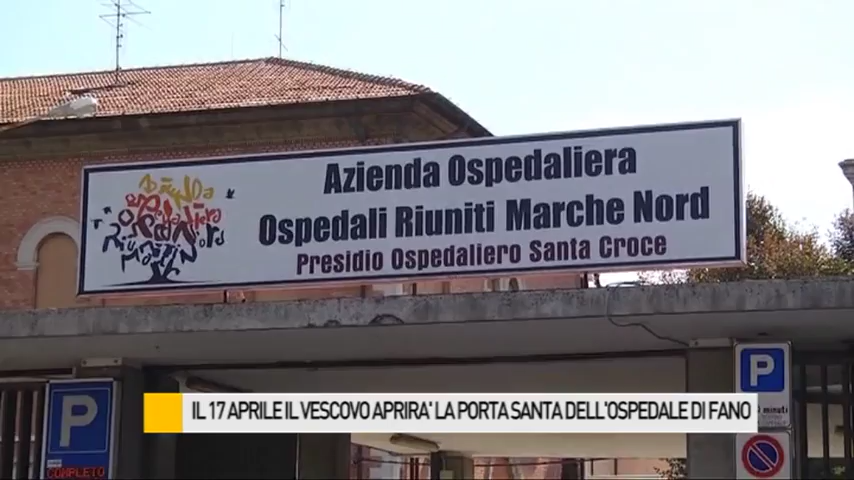 Azienda Ospedaliera
Ospedali Riuniti Marche Nord
Presidio Ospedaliero Santa Croce
P
P
COMPLETO
IL 17 APRILE IL VESCOVO APRIRA' LA PORTA SANTA DELL'OSPEDALE DI FANO